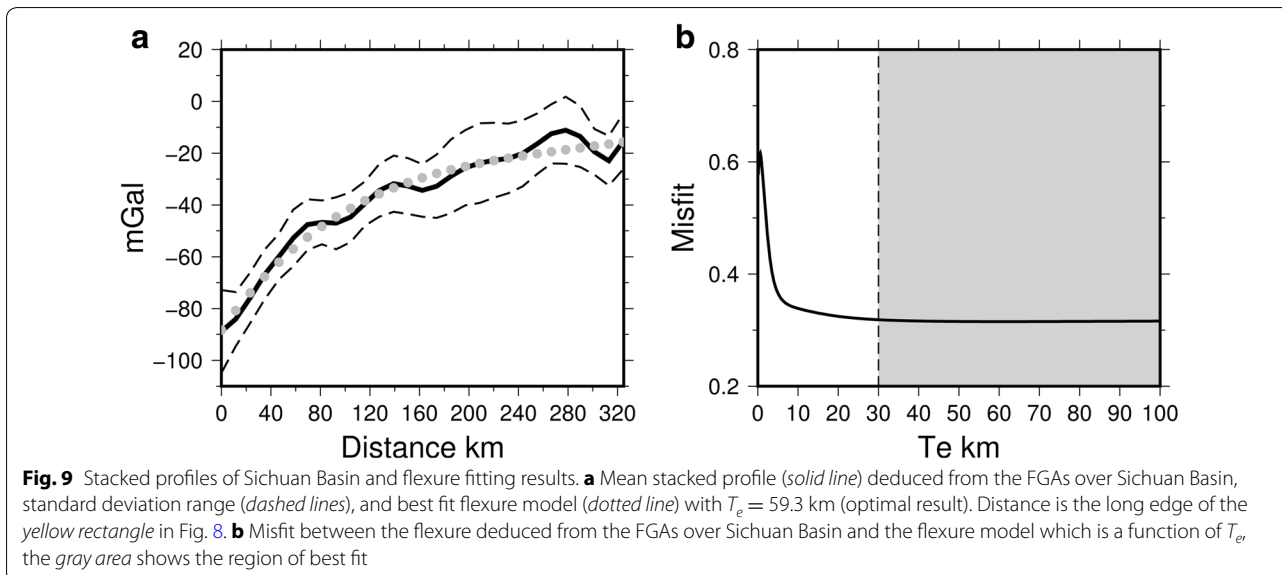 a
b
20
0
−20
−40
−60
−80
−100
mGal
0 40 80 120 160 200 240 280 320
Distance km
0.8
0.6
0.4
0.2
Misfit
0 10 20 30 40 50 60 70 80 90 100
Te km
Fig. 9 Stacked profiles of Sichuan Basin and flexure fitting results. a Mean stacked profile (solid line) deduced from the FGAs over Sichuan Basin,
standard deviation range (dashed lines), and best fit flexure model (dotted line) with Te = 59.3 km (optimal result). Distance is the long edge of the
yellow rectangle in Fig. 8. b Misfit between the flexure deduced from the FGAs over Sichuan Basin and the flexure model which is a function of Te,
the gray area shows the region of best fit